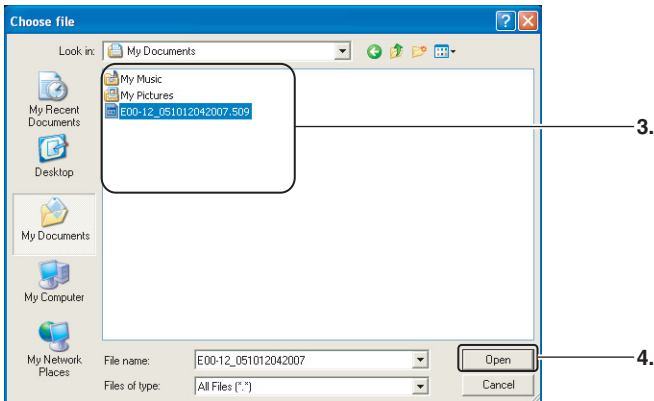 Choose file
Look in: My Documents
My Music
My Pictures
E00-12_051012042007.509
3.
My Recent
Documents
Desktop
My Documents
My Computer
My Network
Places
File name: E00-12_051012042007 Open
4.
Files of type: All Files (*.*) Cancel